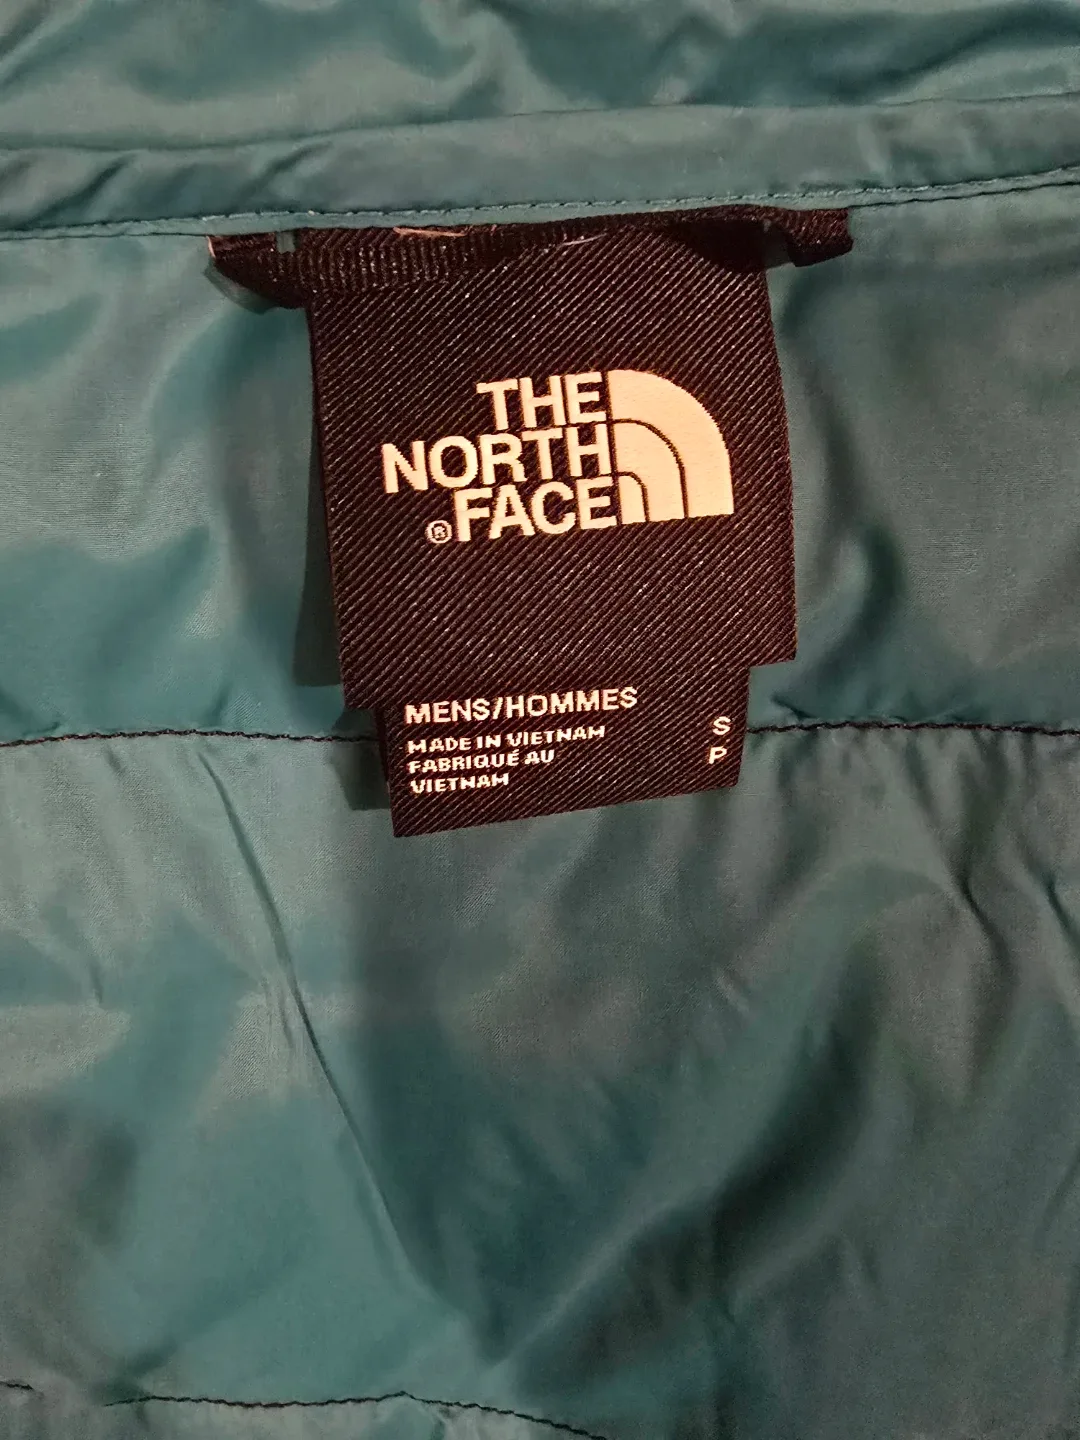 THE
NORTH
® FACE
MENS/HOMMES
MADE IN VIETNAM
FABRIQUÉ AU
VIETNAM
S
P